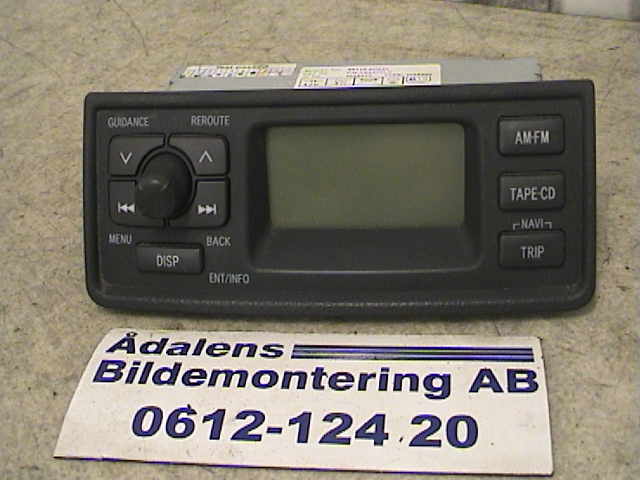 GUIDANCE
REROUTE
AM·FM
TAPE·CD
NAVI
TRIP
MENU
BACK
DISP
ENT/INFO
Ådalens
Bildemontering AB
0612-124 20